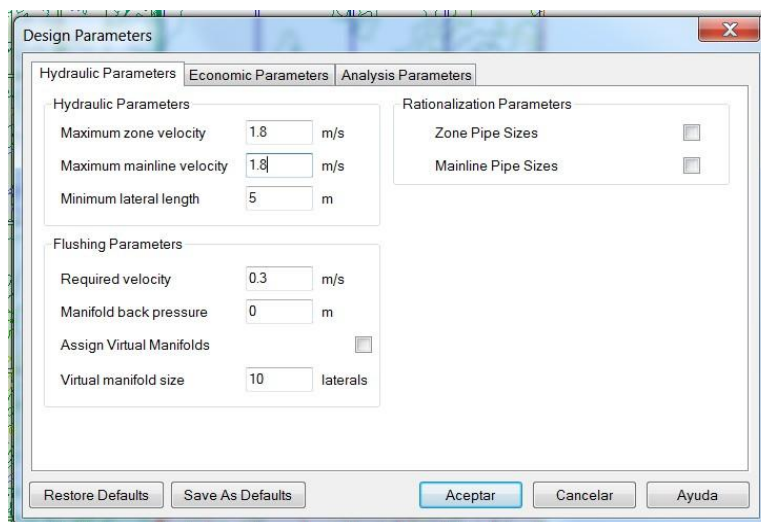 Design Parameters
Hydraulic Parameters Economic Parameters Analysis Parameters
Hydraulic Parameters
Maximum zone velocity 1.8 m/s
Maximum mainline velocity 1.8 m/s
Minimum lateral length 5 m
Flushing Parameters
Required velocity 0.3 m/s
Manifold back pressure 0 m
Assign Virtual Manifolds
Virtual manifold size 10 laterals
Rationalization Parameters
Zone Pipe Sizes
Mainline Pipe Sizes
Restore Defaults Save As Defaults Aceptar Cancelar Ayuda